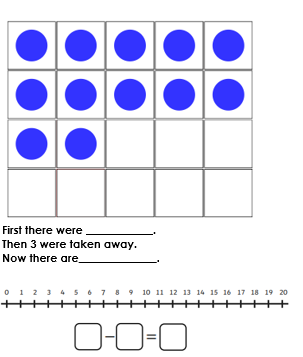 First there were ___________.
Then 3 were taken away.
Now there are_____________.
0 1 2 3 4 5 6 7 8 9 10 11 12 13 14 15 16 17 18 19 20
− =